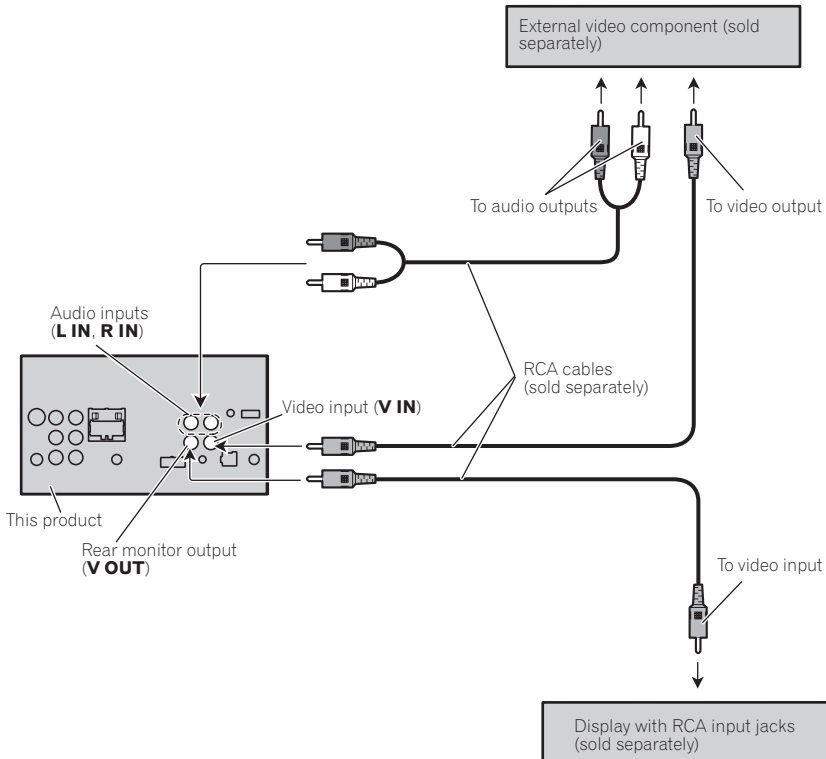 External video component (sold
separately)
To audio outputs
To video output
Audio inputs
(L IN, R IN)
RCA cables
(sold separately)
Video input (V IN)
This product
Rear monitor output
(V OUT)
To video input
Display with RCA input jacks
(sold separately)